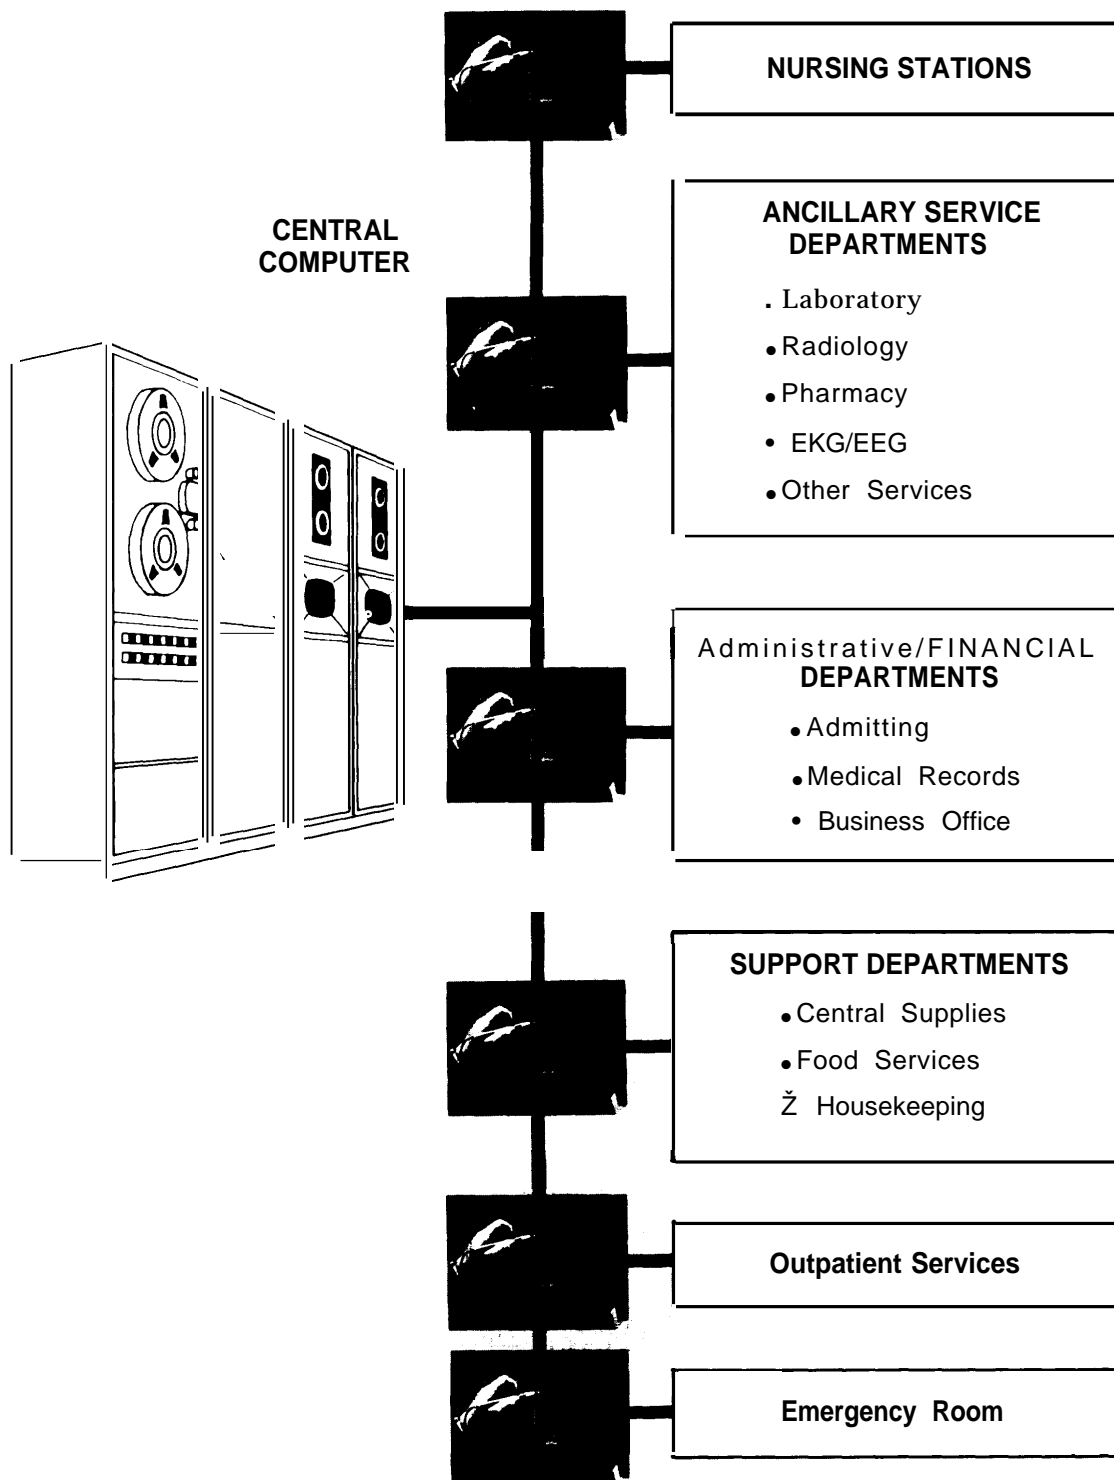 NURSING STATIONS
CENTRAL
COMPUTER
ANCILLARY SERVICE
DEPARTMENTS
. Laboratory
● Radiology
● Pharmacy
• EKG/EEG
● Other Services
Administrative/FINANCIAL
DEPARTMENTS
● Admitting
● Medical Records
• Business Office
SUPPORT DEPARTMENTS
● Central Supplies
● Food Services
Ž Housekeeping
Outpatient Services
Emergency Room